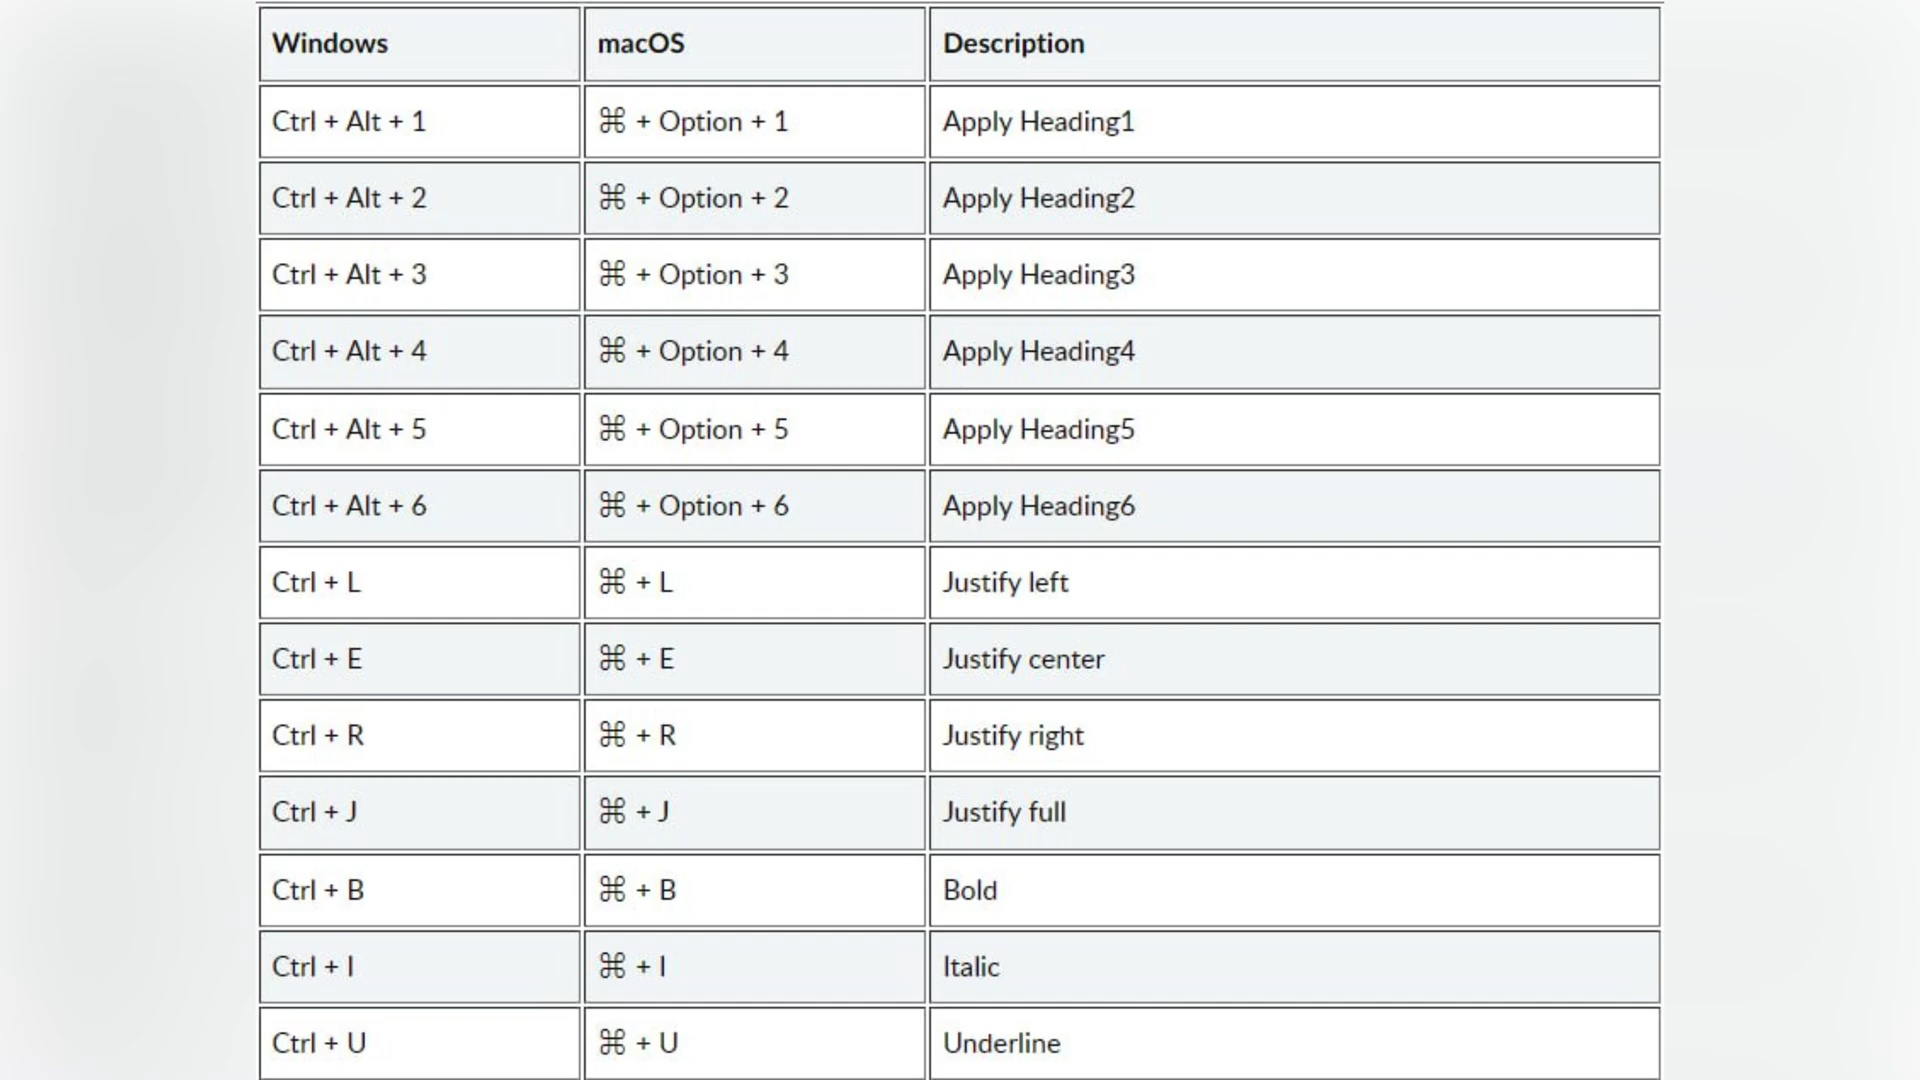 Windows macOS Description
Ctrl + Alt + 1 ⌘ + Option + 1 Apply Heading1
Ctrl + Alt + 2 ⌘ + Option + 2 Apply Heading2
Ctrl + Alt + 3 ⌘ + Option + 3 Apply Heading3
Ctrl + Alt + 4 ⌘ + Option + 4 Apply Heading4
Ctrl + Alt + 5 ⌘ + Option + 5 Apply Heading5
Ctrl + Alt + 6 ⌘ + Option + 6 Apply Heading6
Ctrl + L ⌘ + L Justify left
Ctrl + E ⌘ + E Justify center
Ctrl + R ⌘ + R Justify right
Ctrl + J ⌘ + J Justify full
Ctrl + B ⌘ + B Bold
Ctrl + I ⌘ + I Italic
Ctrl + U ⌘ + U Underline